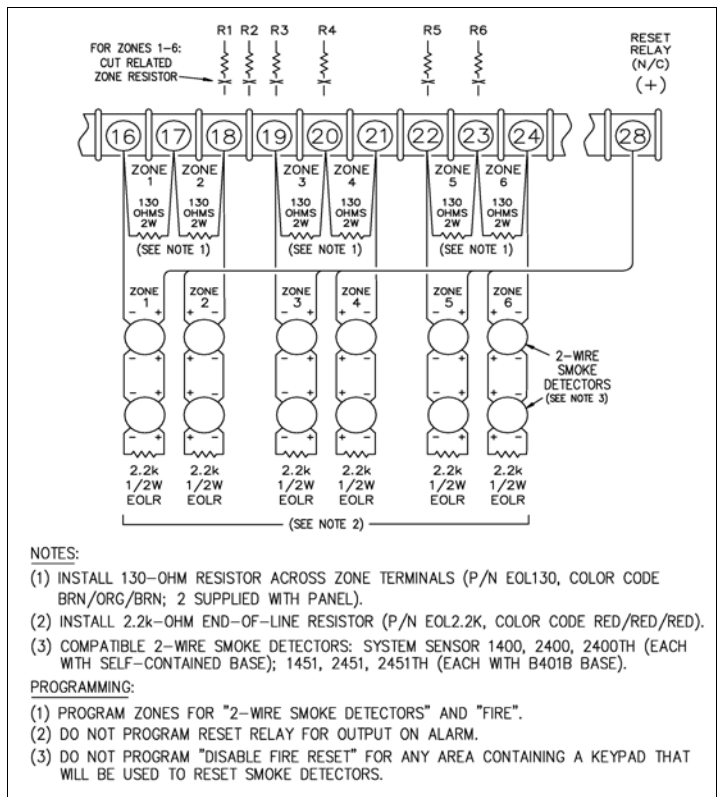 R1 R2 R3 R4 R5 R6
FOR ZONES 1-6:
CUT RELATED
ZONE RESISTOR
RESET
RELAY
(N/C)
(+)
16 17 18 19 20 21 22 23 24 28
ZONE ZONE ZONE ZONE ZONE ZONE
1 2 3 4 5 6
130 130 130 130 130 130
OHMS OHMS OHMS OHMS OHMS OHMS
2W 2W 2W 2W 2W 2W
(SEE NOTE 1) (SEE NOTE 1) (SEE NOTE 1)
ZONE ZONE ZONE ZONE ZONE ZONE
1 2 3 4 5 6
- + + - - + + - - + + -
- + + - - + + - - + + -
2-WIRE
SMOKE
DETECTORS
(SEE NOTE 3)
- + + - - + + - - + + -
- + + - - + + - - + + -
2.2k 2.2k 2.2k 2.2k 2.2k 2.2k
1/2W 1/2W 1/2W 1/2W 1/2W 1/2W
EOLR EOLR EOLR EOLR EOLR EOLR
(SEE NOTE 2)
NOTES:
(1) INSTALL 130-OHM RESISTOR ACROSS ZONE TERMINALS (P/N EOL130, COLOR CODE
BRN/ORG/BRN; 2 SUPPLIED WITH PANEL).
(2) INSTALL 2.2k-OHM END-OF-LINE RESISTOR (P/N EOL2.2K, COLOR CODE RED/RED/RED).
(3) COMPATIBLE 2-WIRE SMOKE DETECTORS: SYSTEM SENSOR 1400, 2400, 2400TH (EACH
WITH SELF-CONTAINED BASE); 1451, 2451, 2451TH (EACH WITH B401B BASE).
PROGRAMMING:
(1) PROGRAM ZONES FOR "2-WIRE SMOKE DETECTORS" AND "FIRE".
(2) DO NOT PROGRAM RESET RELAY FOR OUTPUT ON ALARM.
(3) DO NOT PROGRAM "DISABLE FIRE RESET" FOR ANY AREA CONTAINING A KEYPAD THAT
WILL BE USED TO RESET SMOKE DETECTORS.